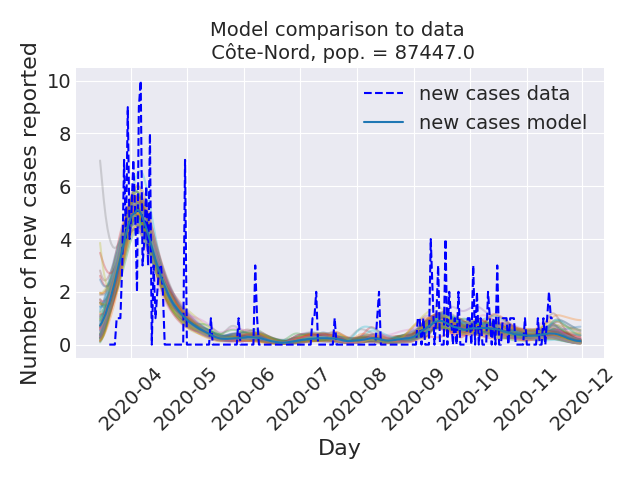 Model comparison to data
Côte-Nord, pop. = 87447.0
new cases data
new cases model
Number of new cases reported
10
8
6
4
2
0
2020-04
2020-05
2020-06
2020-07
2020-08
2020-09
2020-10
2020-11
2020-12
Day